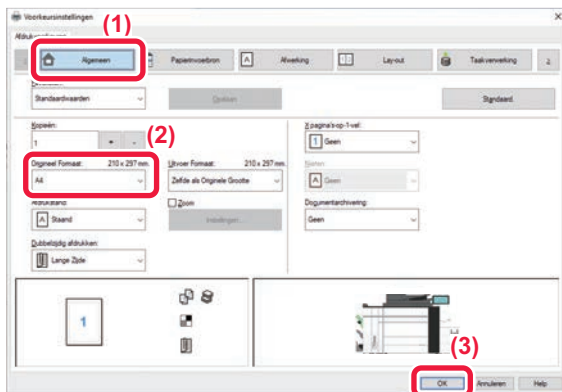 Voorkeursinstellingen
(1)
Algemeen
Papierinvoerbron
A
Afwerking
Lay-out
Taakverwerking
Standaardwaarden
Opslaan
Standaard
Kopieën:
1
+
-
(2)
X pagina's-op-1-vel:
1 Geen
Origineel Formaat:
210 x 297 mm.
A4
Uitvoer Formaat:
210 x 297 mm.
Zelfde als Originele Grootte
Nieten:
A Geen
Afdrukstand:
A Staand
Zoom
Instellingen...
Documentarchivering:
Geen
Dubbelzijdig afdrukken:
Lange Zijde
1
(3)
OK
Annuleren
Help